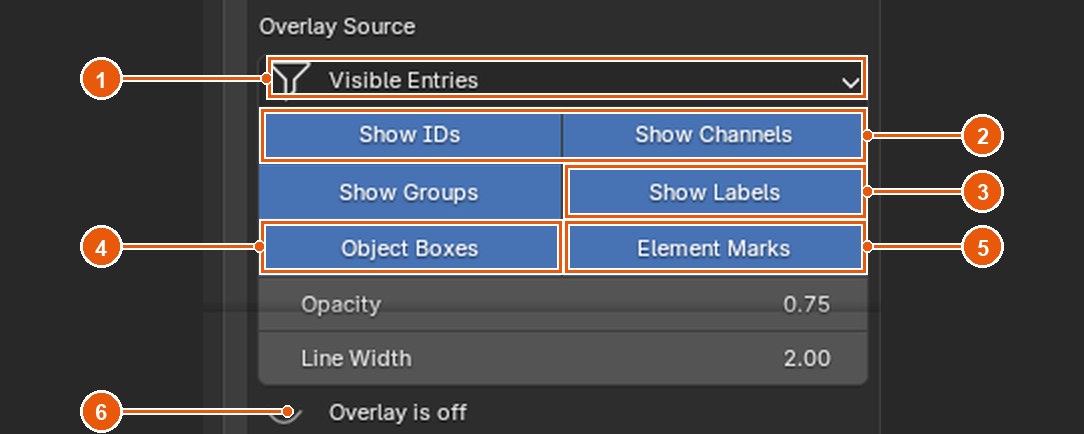 Overlay Source
1 Visible Entries
Show IDs Show Channels 2
Show Groups Show Labels 3
4 Object Boxes Element Marks 5
Opacity 0.75
Line Width 2.00
6 Overlay is off